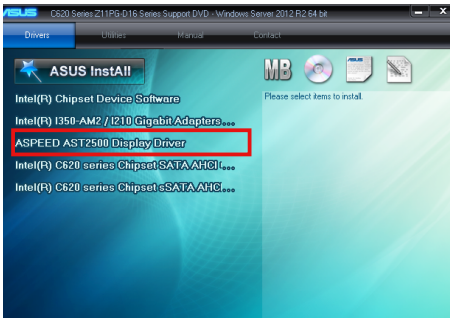 ASUS C620 Series Z11PG-D16 Series Support DVD - Windows Server 2012 R2 64 bit
Drivers Utilities Manual Contact
ASUS InstAll
MB
Intel(R) Chipset Device Software
Please select items to install.
Intel(R) I350-AM2 / I210 Gigabit Adapters...
ASPEED AST2500 Display Driver
Intel(R) C620 series Chipset SATA AHCI ...
Intel(R) C620 series Chipset sSATA AHC...